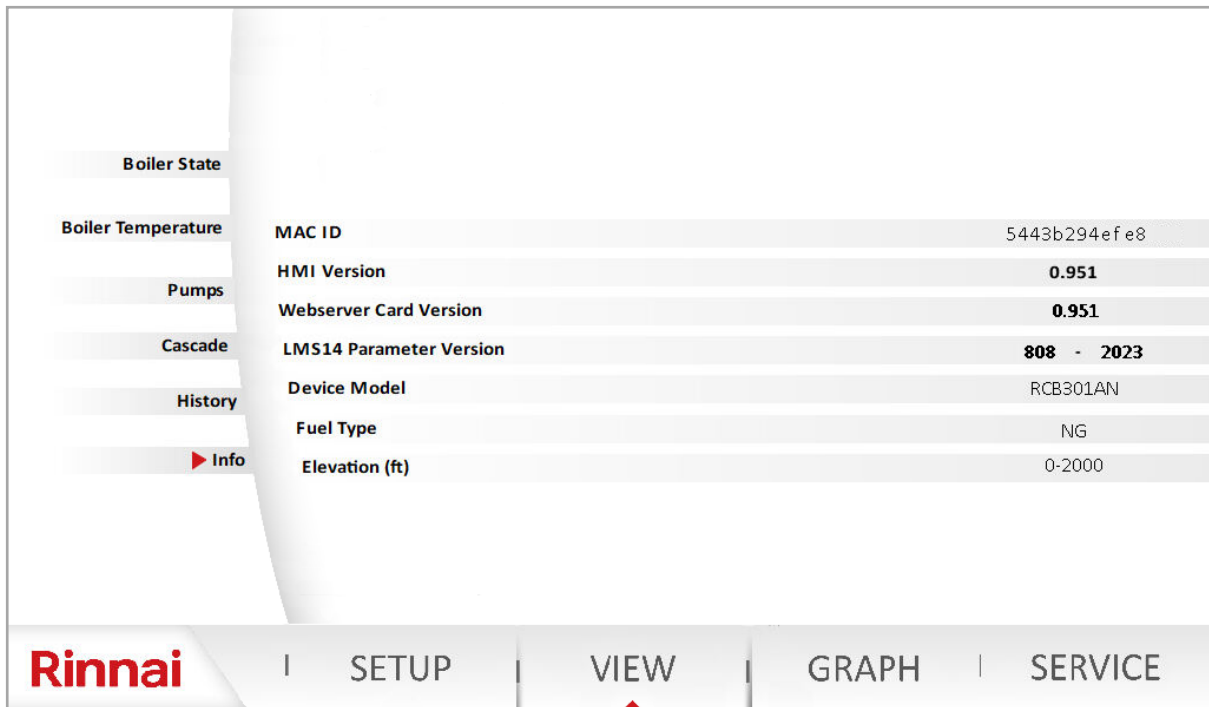 Boiler State
Boiler Temperature
Pumps
Cascade
History
Info
MAC ID 5443b294efe8
HMI Version 0.951
Webserver Card Version 0.951
LMS14 Parameter Version 808 - 2023
Device Model RCB301AN
Fuel Type NG
Elevation (ft) 0-2000
Rinnai | SETUP | VIEW | GRAPH | SERVICE